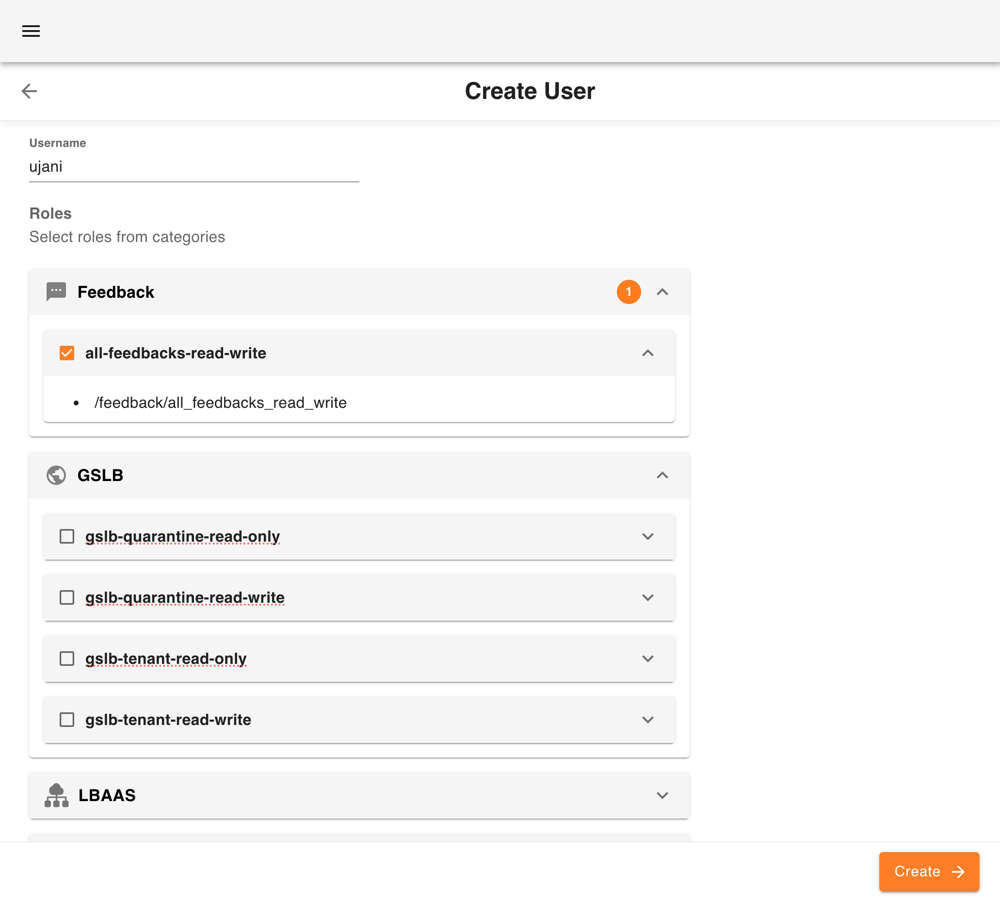 Create User
Username
ujani
Roles
Select roles from categories
Feedback 1
all-feedbacks-read-write
• /feedback/all_feedbacks_read_write
GSLB
gslb-quarantine-read-only
gslb-quarantine-read-write
gslb-tenant-read-only
gslb-tenant-read-write
LBAAS
Create